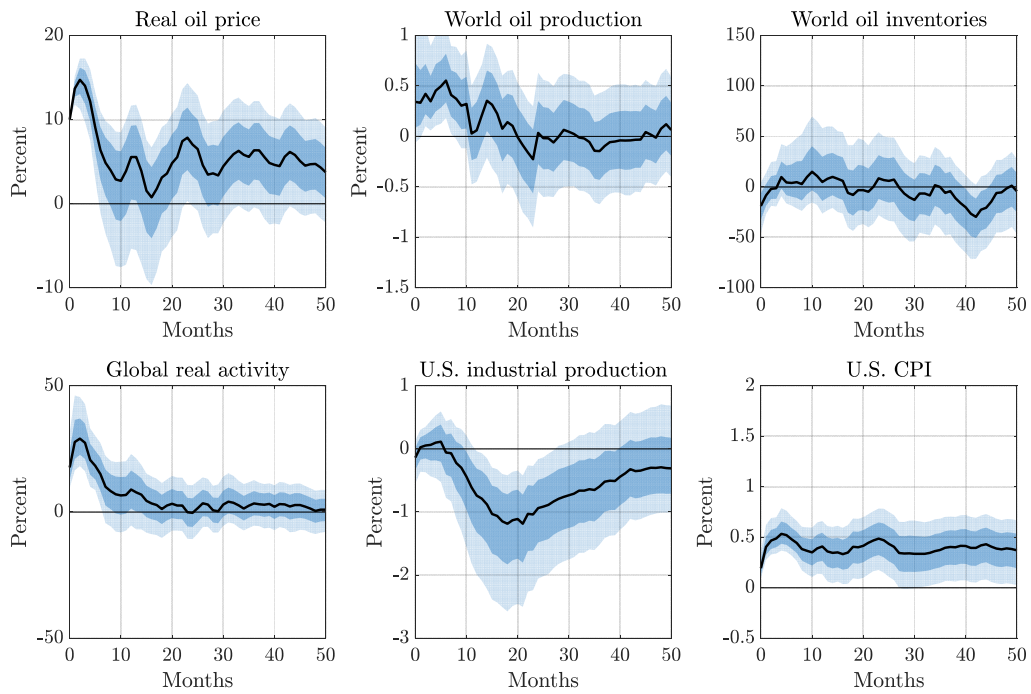 Real oil price
World oil production
World oil inventories
20
10
0
-10
0 10 20 30 40 50
Percent
Months
1
0.5
0
-0.5
-1
-1.5
0 10 20 30 40 50
Percent
Months
150
100
50
0
-50
-100
0 10 20 30 40 50
Percent
Months
Global real activity
U.S. industrial production
U.S. CPI
50
0
-50
0 10 20 30 40 50
Percent
Months
1
0
-1
-2
-3
0 10 20 30 40 50
Percent
Months
2
1.5
1
0.5
0
-0.5
0 10 20 30 40 50
Percent
Months